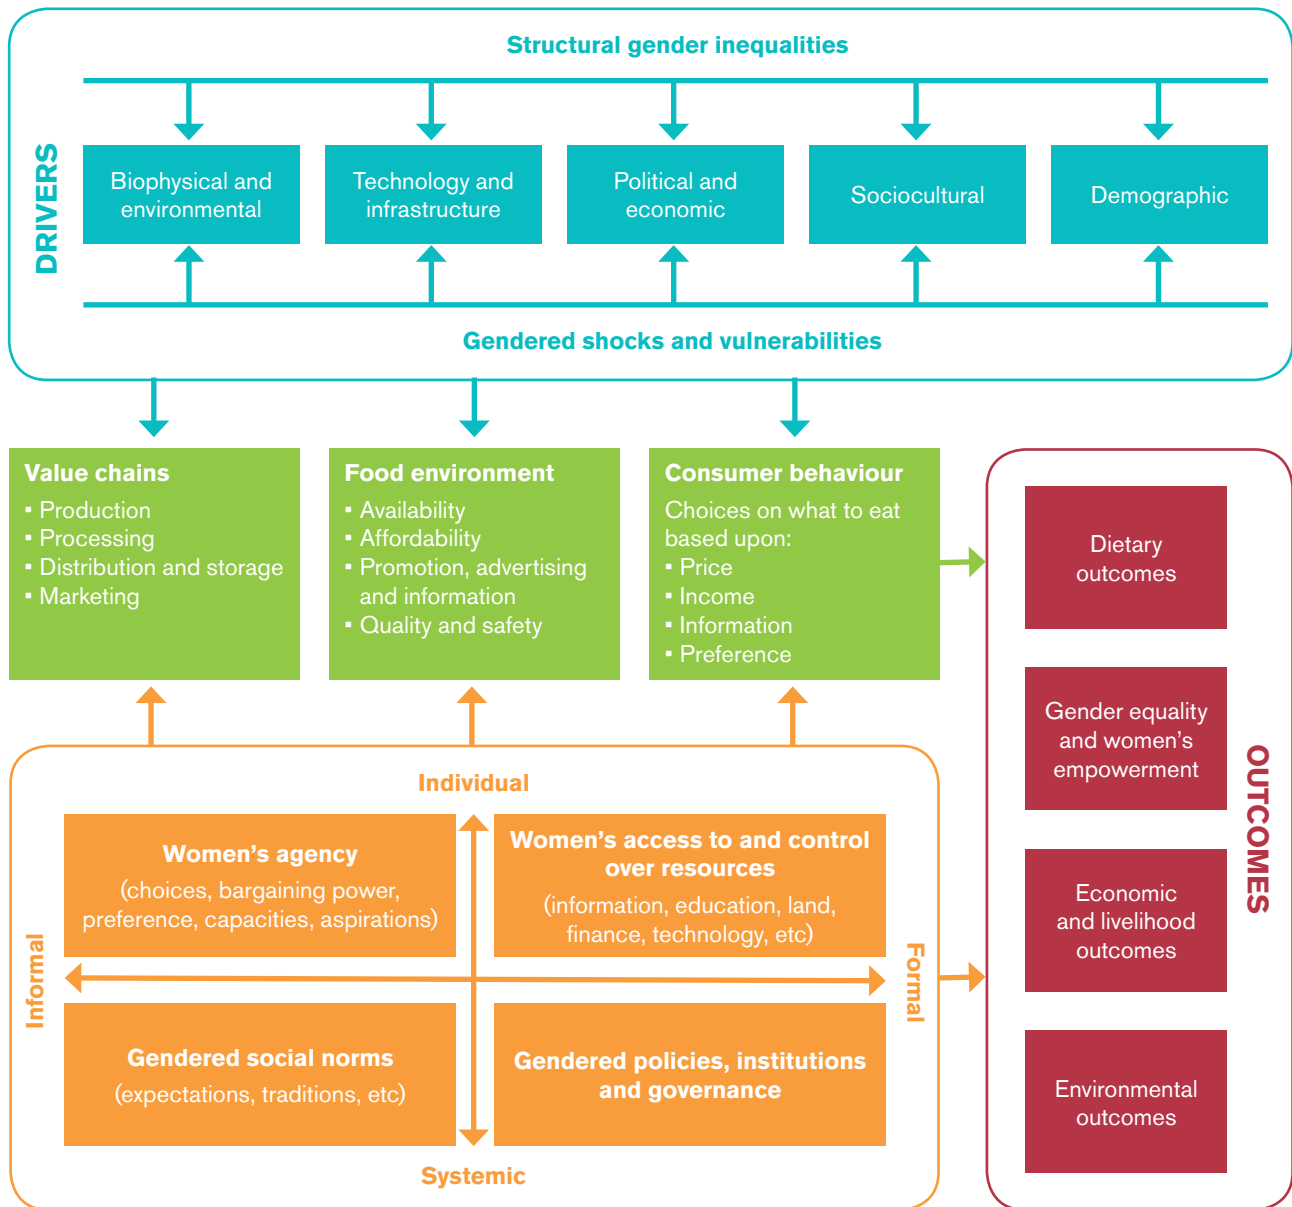 Structural gender inequalities
DRIVERS
Biophysical and
environmental
Technology and
infrastructure
Political and
economic
Sociocultural
Demographic
Gendered shocks and vulnerabilities
Value chains
▪ Production
▪ Processing
▪ Distribution and storage
▪ Marketing
Food environment
▪ Availability
▪ Affordability
▪ Promotion, advertising
and information
▪ Quality and safety
Consumer behaviour
Choices on what to eat
based upon:
▪ Price
▪ Income
▪ Information
▪ Preference
Individual
Informal
Women’s agency
(choices, bargaining power,
preference, capacities, aspirations)
Women’s access to and control
over resources
(information, education, land,
finance, technology, etc)
Formal
Gendered social norms
(expectations, traditions, etc)
Gendered policies, institutions
and governance
Systemic
OUTCOMES
Dietary
outcomes
Gender equality
and women’s
empowerment
Economic
and livelihood
outcomes
Environmental
outcomes